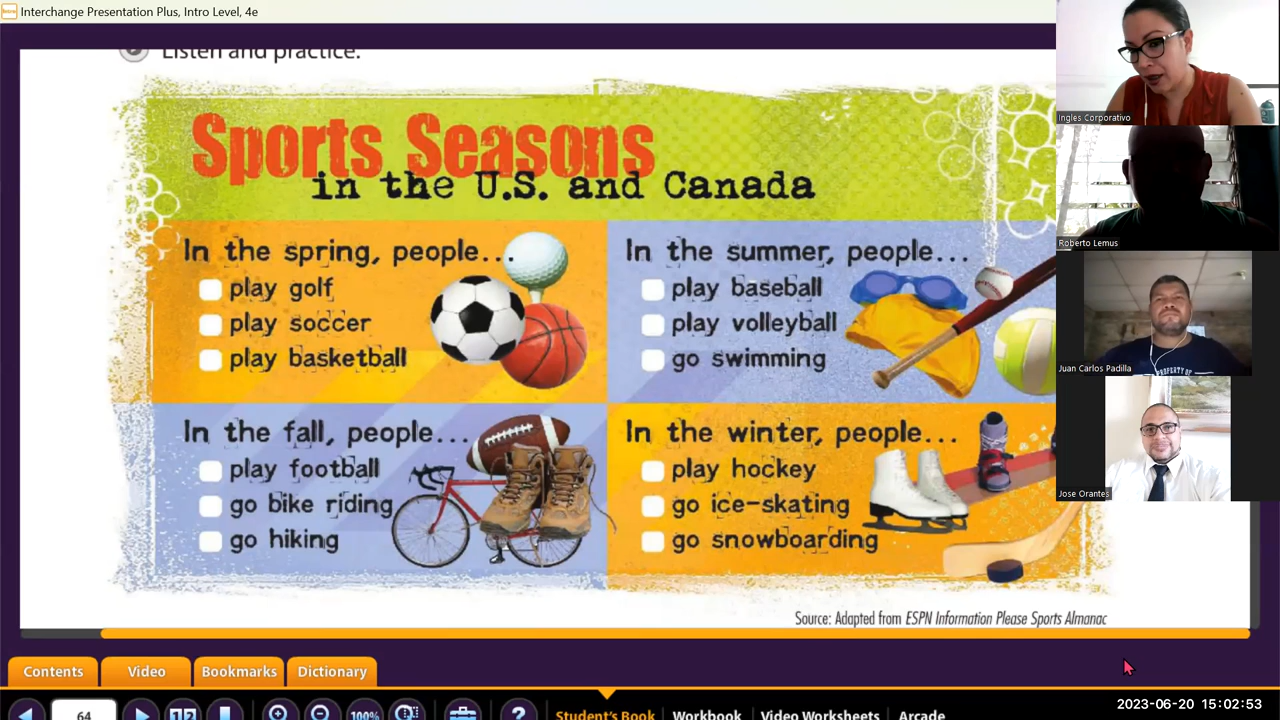 Interchange Presentation Plus, Intro Level, 4e
Listen and practice.
Sports Seasons
in the U.S. and Canada
In the spring, people...
play golf
play soccer
play basketball
In the summer, people...
play baseball
play volleyball
go swimming
In the fall, people...
play football
go bike riding
go hiking
In the winter, people...
play hockey
go ice-skating
go snowboarding
Source: Adapted from ESPN Information Please Sports Almanac
Ingles Corporativo
Roberto Lemus
Juan Carlos Padilla
PROPERTY OF
Jose Orantes
Contents
Video
Bookmarks
Dictionary
64
1 2
100%
?
Student's Book
Workbook
Video Worksheets
Arcade
2023-06-20 15:02:53